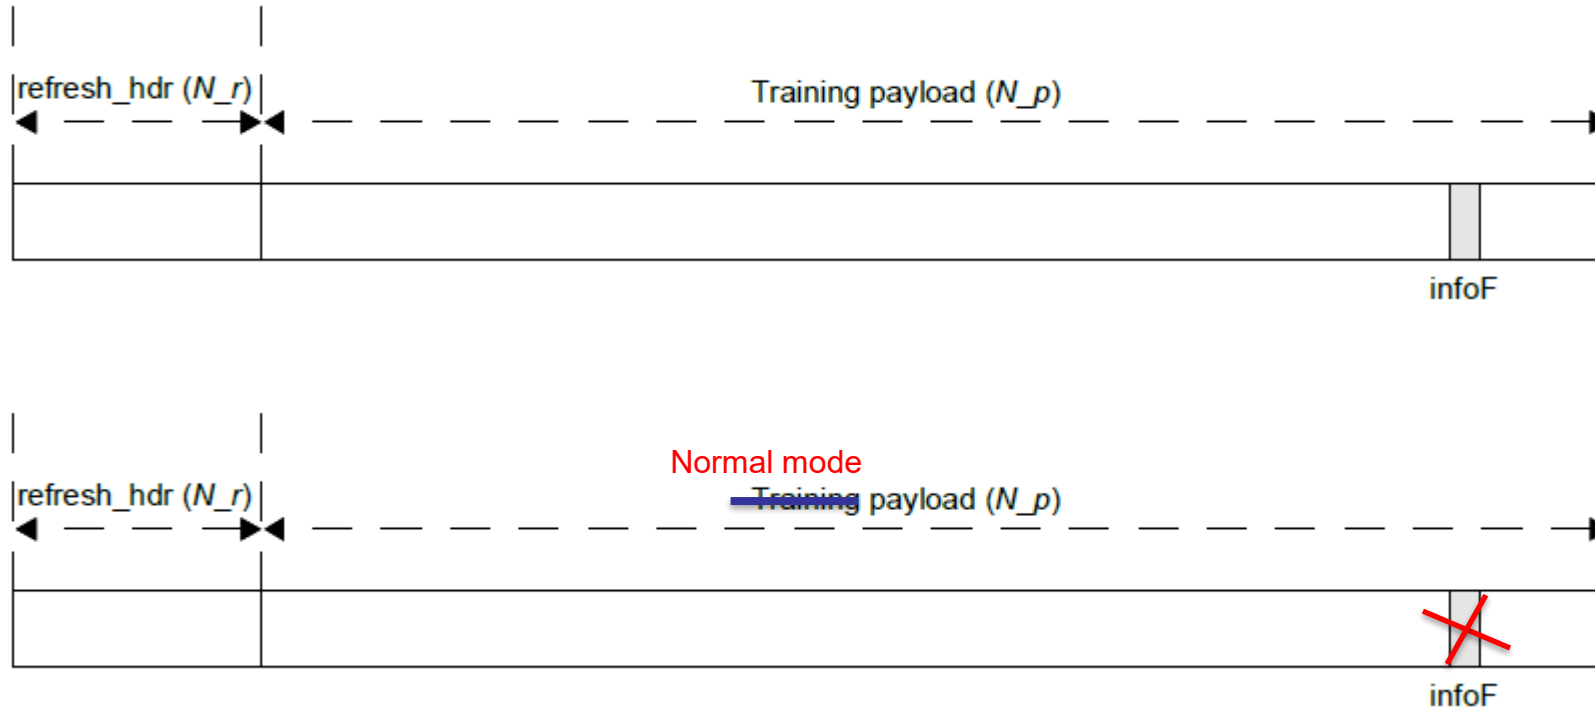 refresh_hdr (N_r)
Training payload (N_p)
infoF
Normal mode
refresh_hdr (N_r)
Training payload (N_p)
infoF